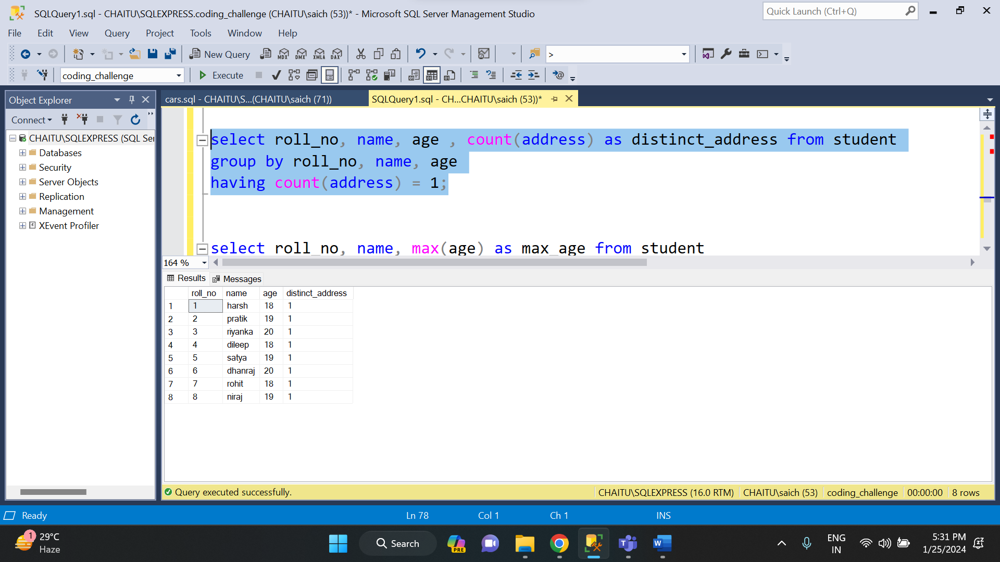 SQLQuery1.sql - CHAITU\SQLEXPRESS.coding_challenge (CHAITU\saich (53))* - Microsoft SQL Server Management Studio
Quick Launch (Ctrl+Q)
File Edit View Query Project Tools Window Help
New Query MDX DMX XMLA DAX >
coding_challenge Execute
Object Explorer
cars.sql - CHAITU\S...(CHAITU\saich (71))
SQLQuery1.sql - CH...CHAITU\saich (53))*
Connect
CHAITU\SQLEXPRESS (SQL Ser
Databases
Security
Server Objects
Replication
Management
XEvent Profiler
select roll_no, name, age , count(address) as distinct_address from student
group by roll_no, name, age
having count(address) = 1;
select roll_no, name, max(age) as max_age from student
164 %
Results Messages
roll_no name age distinct_address
1 1 harsh 18 1
2 2 pratik 19 1
3 3 riyanka 20 1
4 4 dileep 18 1
5 5 satya 19 1
6 6 dhanraj 20 1
7 7 rohit 18 1
8 8 niraj 19 1
Query executed successfully.
CHAITU\SQLEXPRESS (16.0 RTM) CHAITU\saich (53) coding_challenge 00:00:00 8 rows
Ready Ln 78 Col 1 Ch 1 INS
1 29°C
Haze
Search
PRE
ENG
IN
5:31 PM
1/25/2024